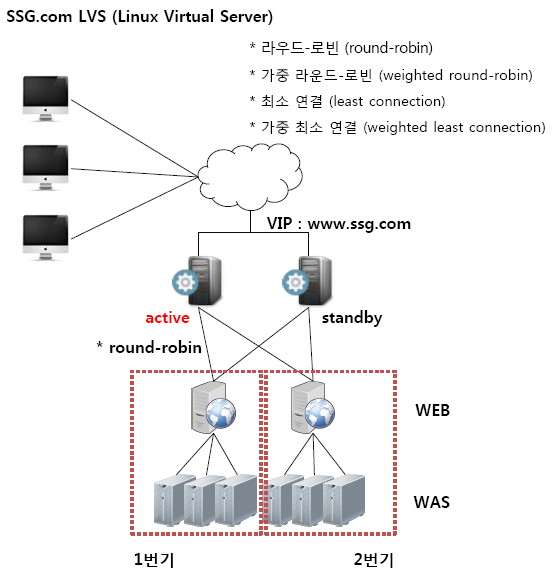 SSG.com LVS (Linux Virtual Server)
* 라우드-로빈 (round-robin)
* 가중 라운드-로빈 (weighted round-robin)
* 최소 연결 (least connection)
* 가중 최소 연결 (weighted least connection)
VIP : www.ssg.com
active
standby
* round-robin
WEB
WAS
1번기
2번기